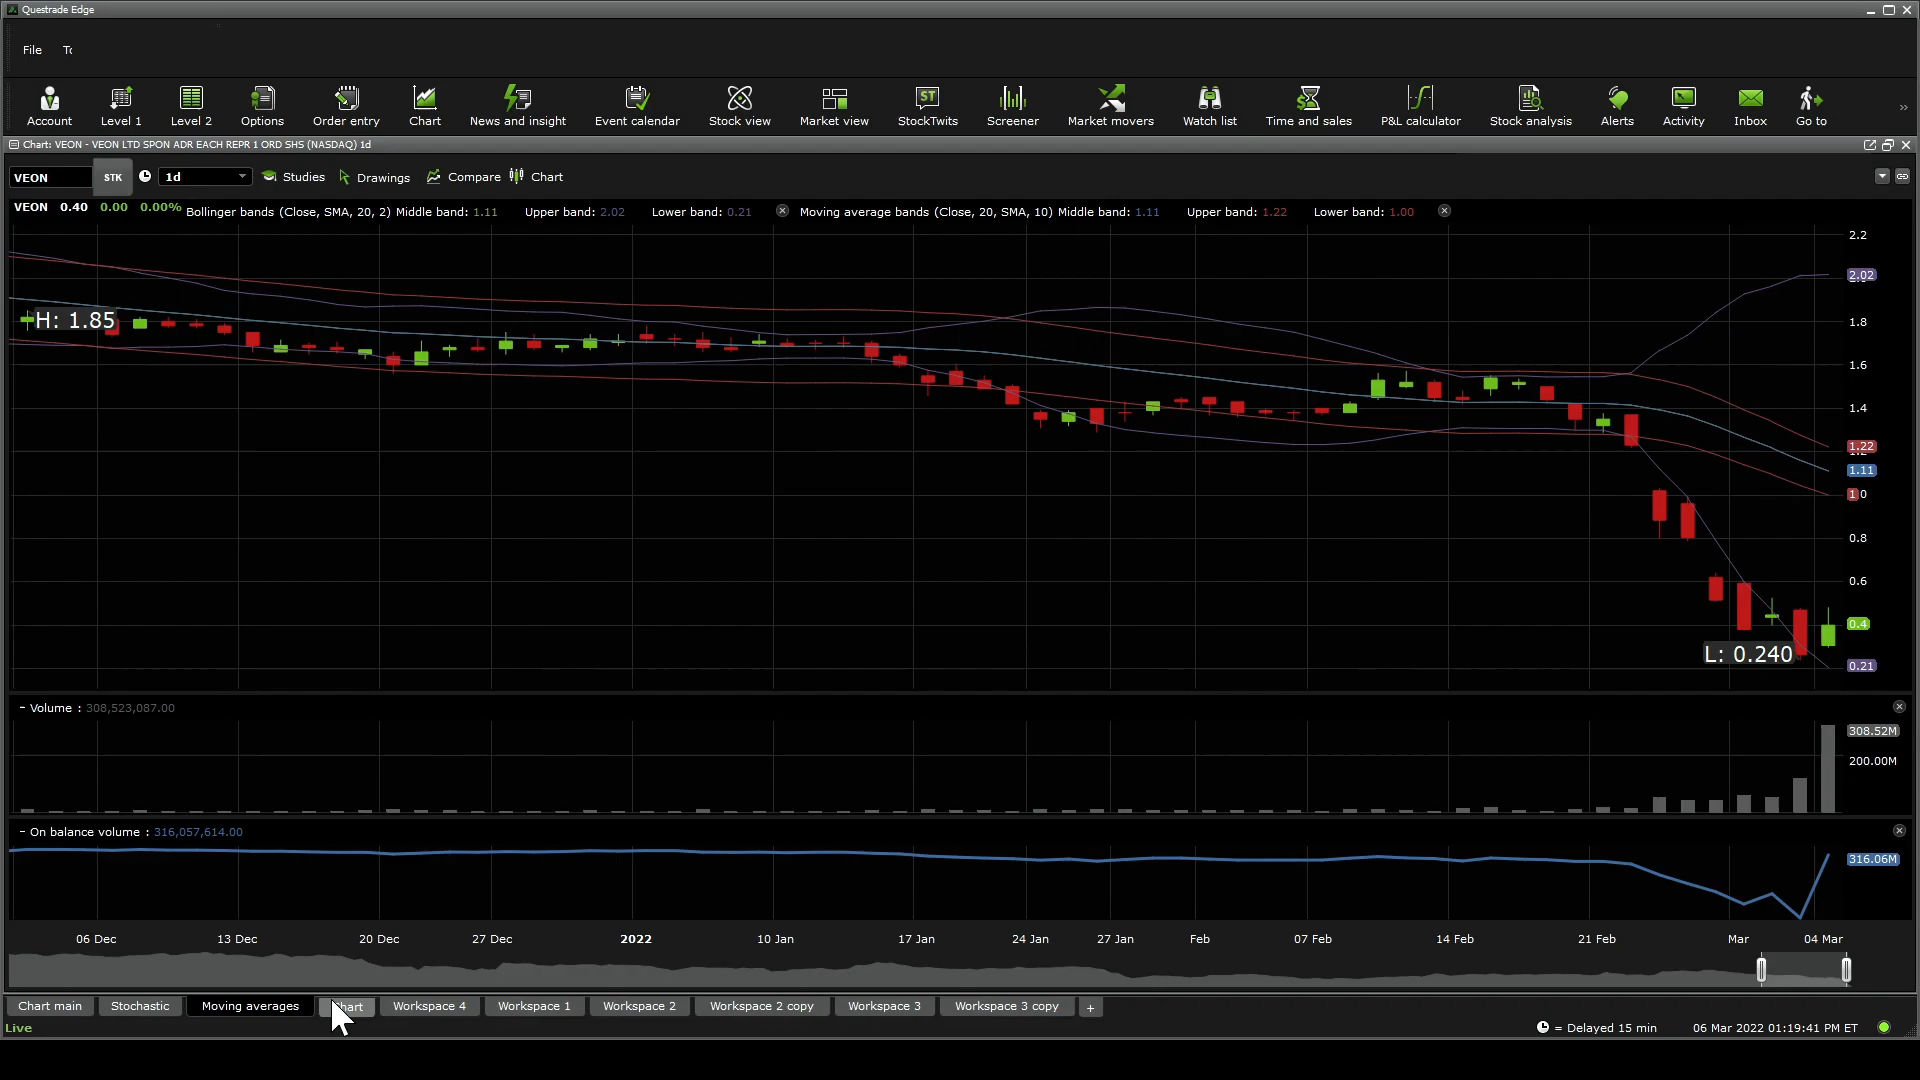 Questrade Edge
File To
Account Level 1 Level 2 Options Order entry Chart News and insight Event calendar Stock view Market view StockTwits Screener Market movers Watch list Time and sales P&L calculator Stock analysis Alerts Activity Inbox Go to
Chart: VEON - VEON LTD SPON ADR EACH REPR 1 ORD SHS (NASDAQ) 1d
VEON STK 1d Studies Drawings Compare Chart
VEON 0.40 0.00 0.00% Bollinger bands (Close, SMA, 20, 2) Middle band: 1.11 Upper band: 2.02 Lower band: 0.21 Moving average bands (Close, 20, SMA, 10) Middle band: 1.11 Upper band: 1.22 Lower band: 1.00
2.2
2.02
H: 1.85
1.8
1.6
1.4
1.22
1.11
1.0
0.8
0.6
0.4
L: 0.240
0.21
- Volume : 308,523,087.00
308.52M
200.00M
- On balance volume : 316,057,614.00
316.06M
06 Dec 13 Dec 20 Dec 27 Dec 2022 10 Jan 17 Jan 24 Jan 27 Jan Feb 07 Feb 14 Feb 21 Feb Mar 04 Mar
Chart main Stochastic Moving averages Chart Workspace 4 Workspace 1 Workspace 2 Workspace 2 copy Workspace 3 Workspace 3 copy +
Live = Delayed 15 min 06 Mar 2022 01:19:41 PM ET